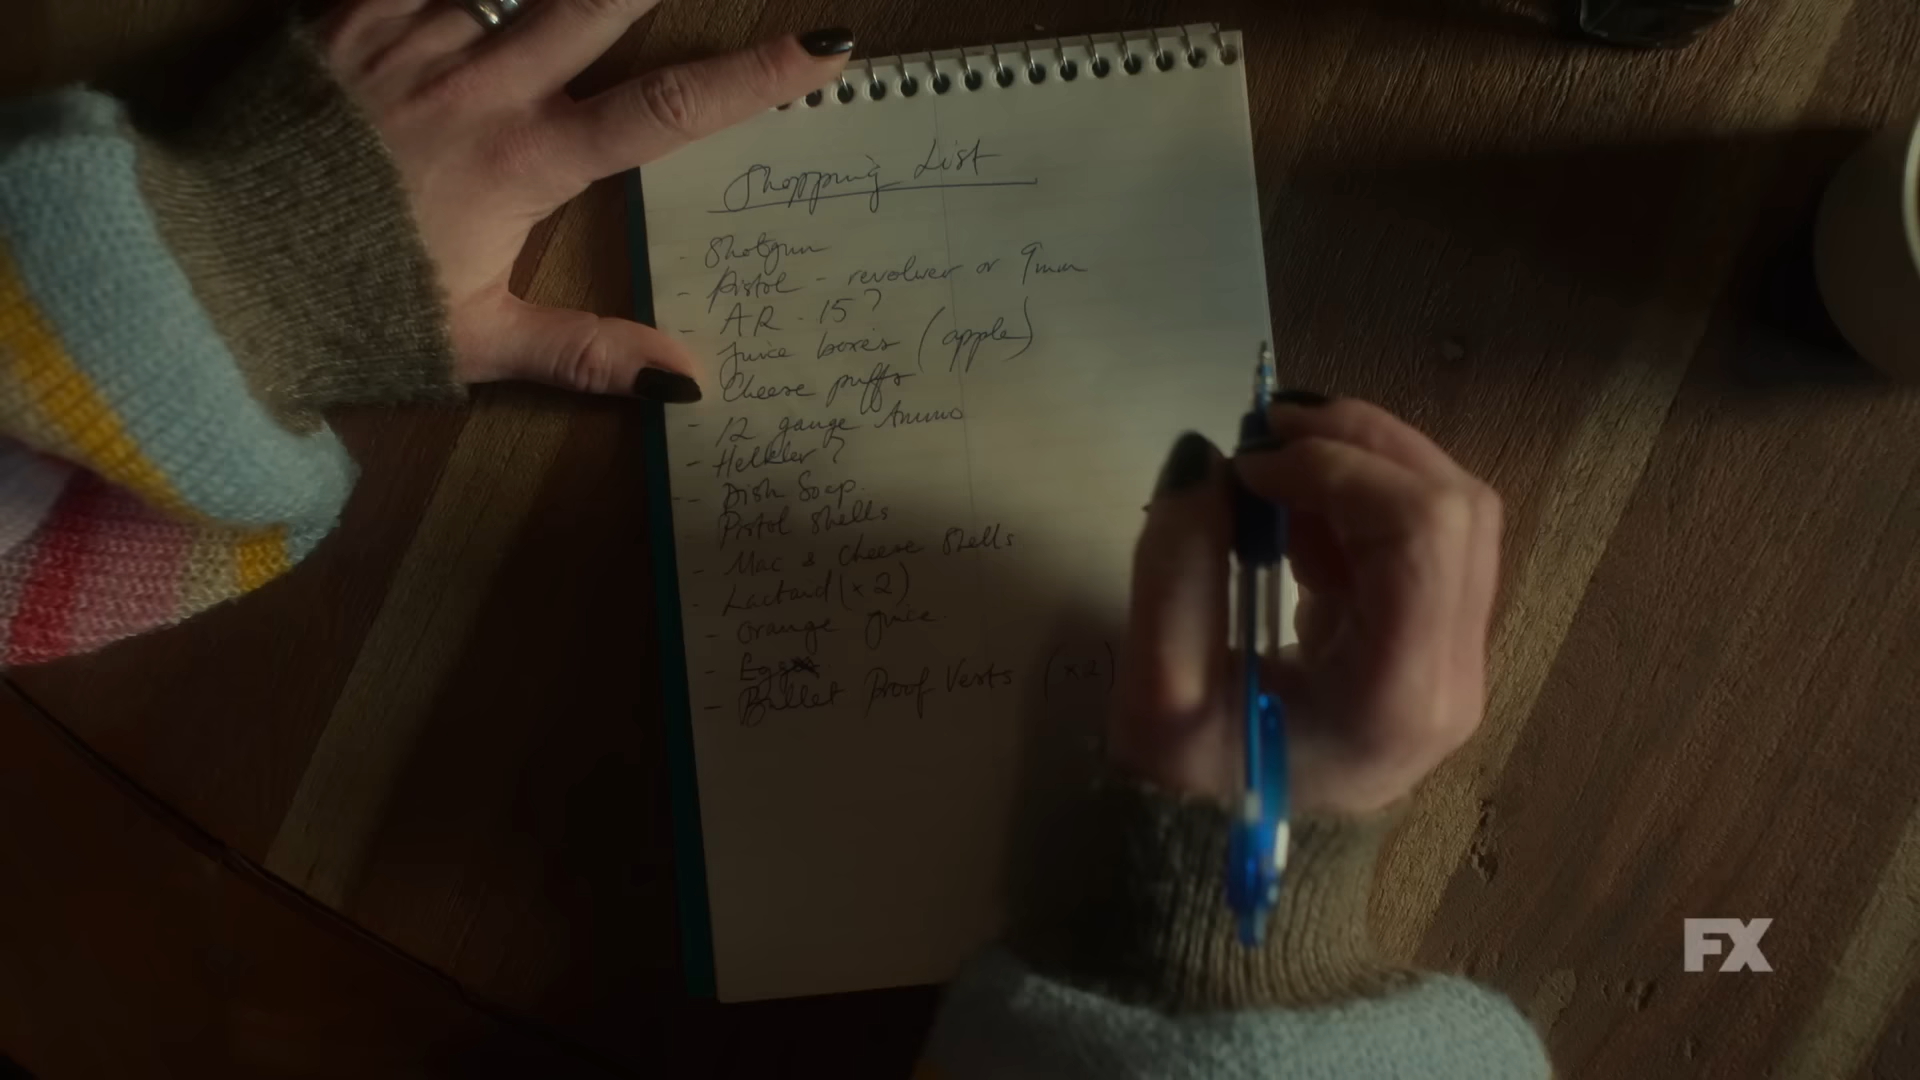 Shopping List
- Shotgun
- Pistol - revolver or 9mm
- AR - 15?
Juice boxes (apple)
Cheese puffs
- 12 gauge Ammo
- Helkler?
- Dish Soap.
Pistol Shells
- Mac & Cheese Shells
- Lactaid (x2)
- Orange juice.
- Eggs
- Bullet Proof Vests (x2)
FX